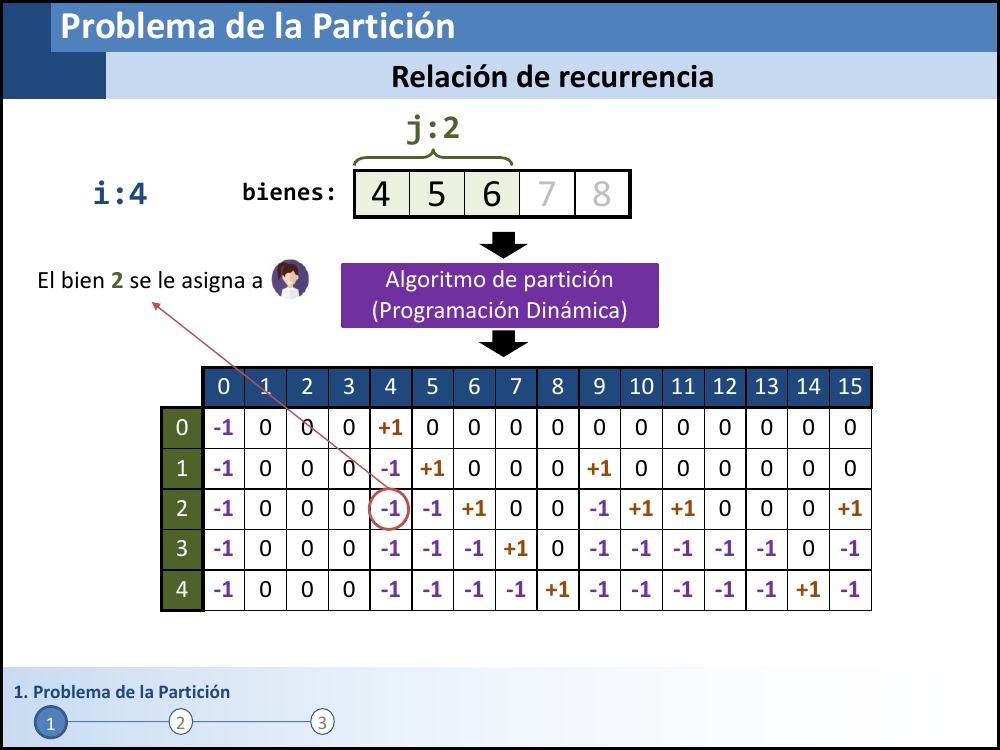 Problema de la Partición
Relación de recurrencia
j:2
i:4
bienes: 4 5 6 7 8
El bien 2 se le asigna a
Algoritmo de partición
(Programación Dinámica)
0 1 2 3 4 5 6 7 8 9 10 11 12 13 14 15
0 -1 0 0 0 +1 0 0 0 0 0 0 0 0 0 0 0
1 -1 0 0 0 -1 +1 0 0 0 +1 0 0 0 0 0 0
2 -1 0 0 0 -1 -1 +1 0 0 -1 +1 +1 0 0 0 +1
3 -1 0 0 0 -1 -1 -1 +1 0 -1 -1 -1 -1 -1 0 -1
4 -1 0 0 0 -1 -1 -1 -1 +1 -1 -1 -1 -1 -1 +1 -1
1. Problema de la Partición
1 2 3